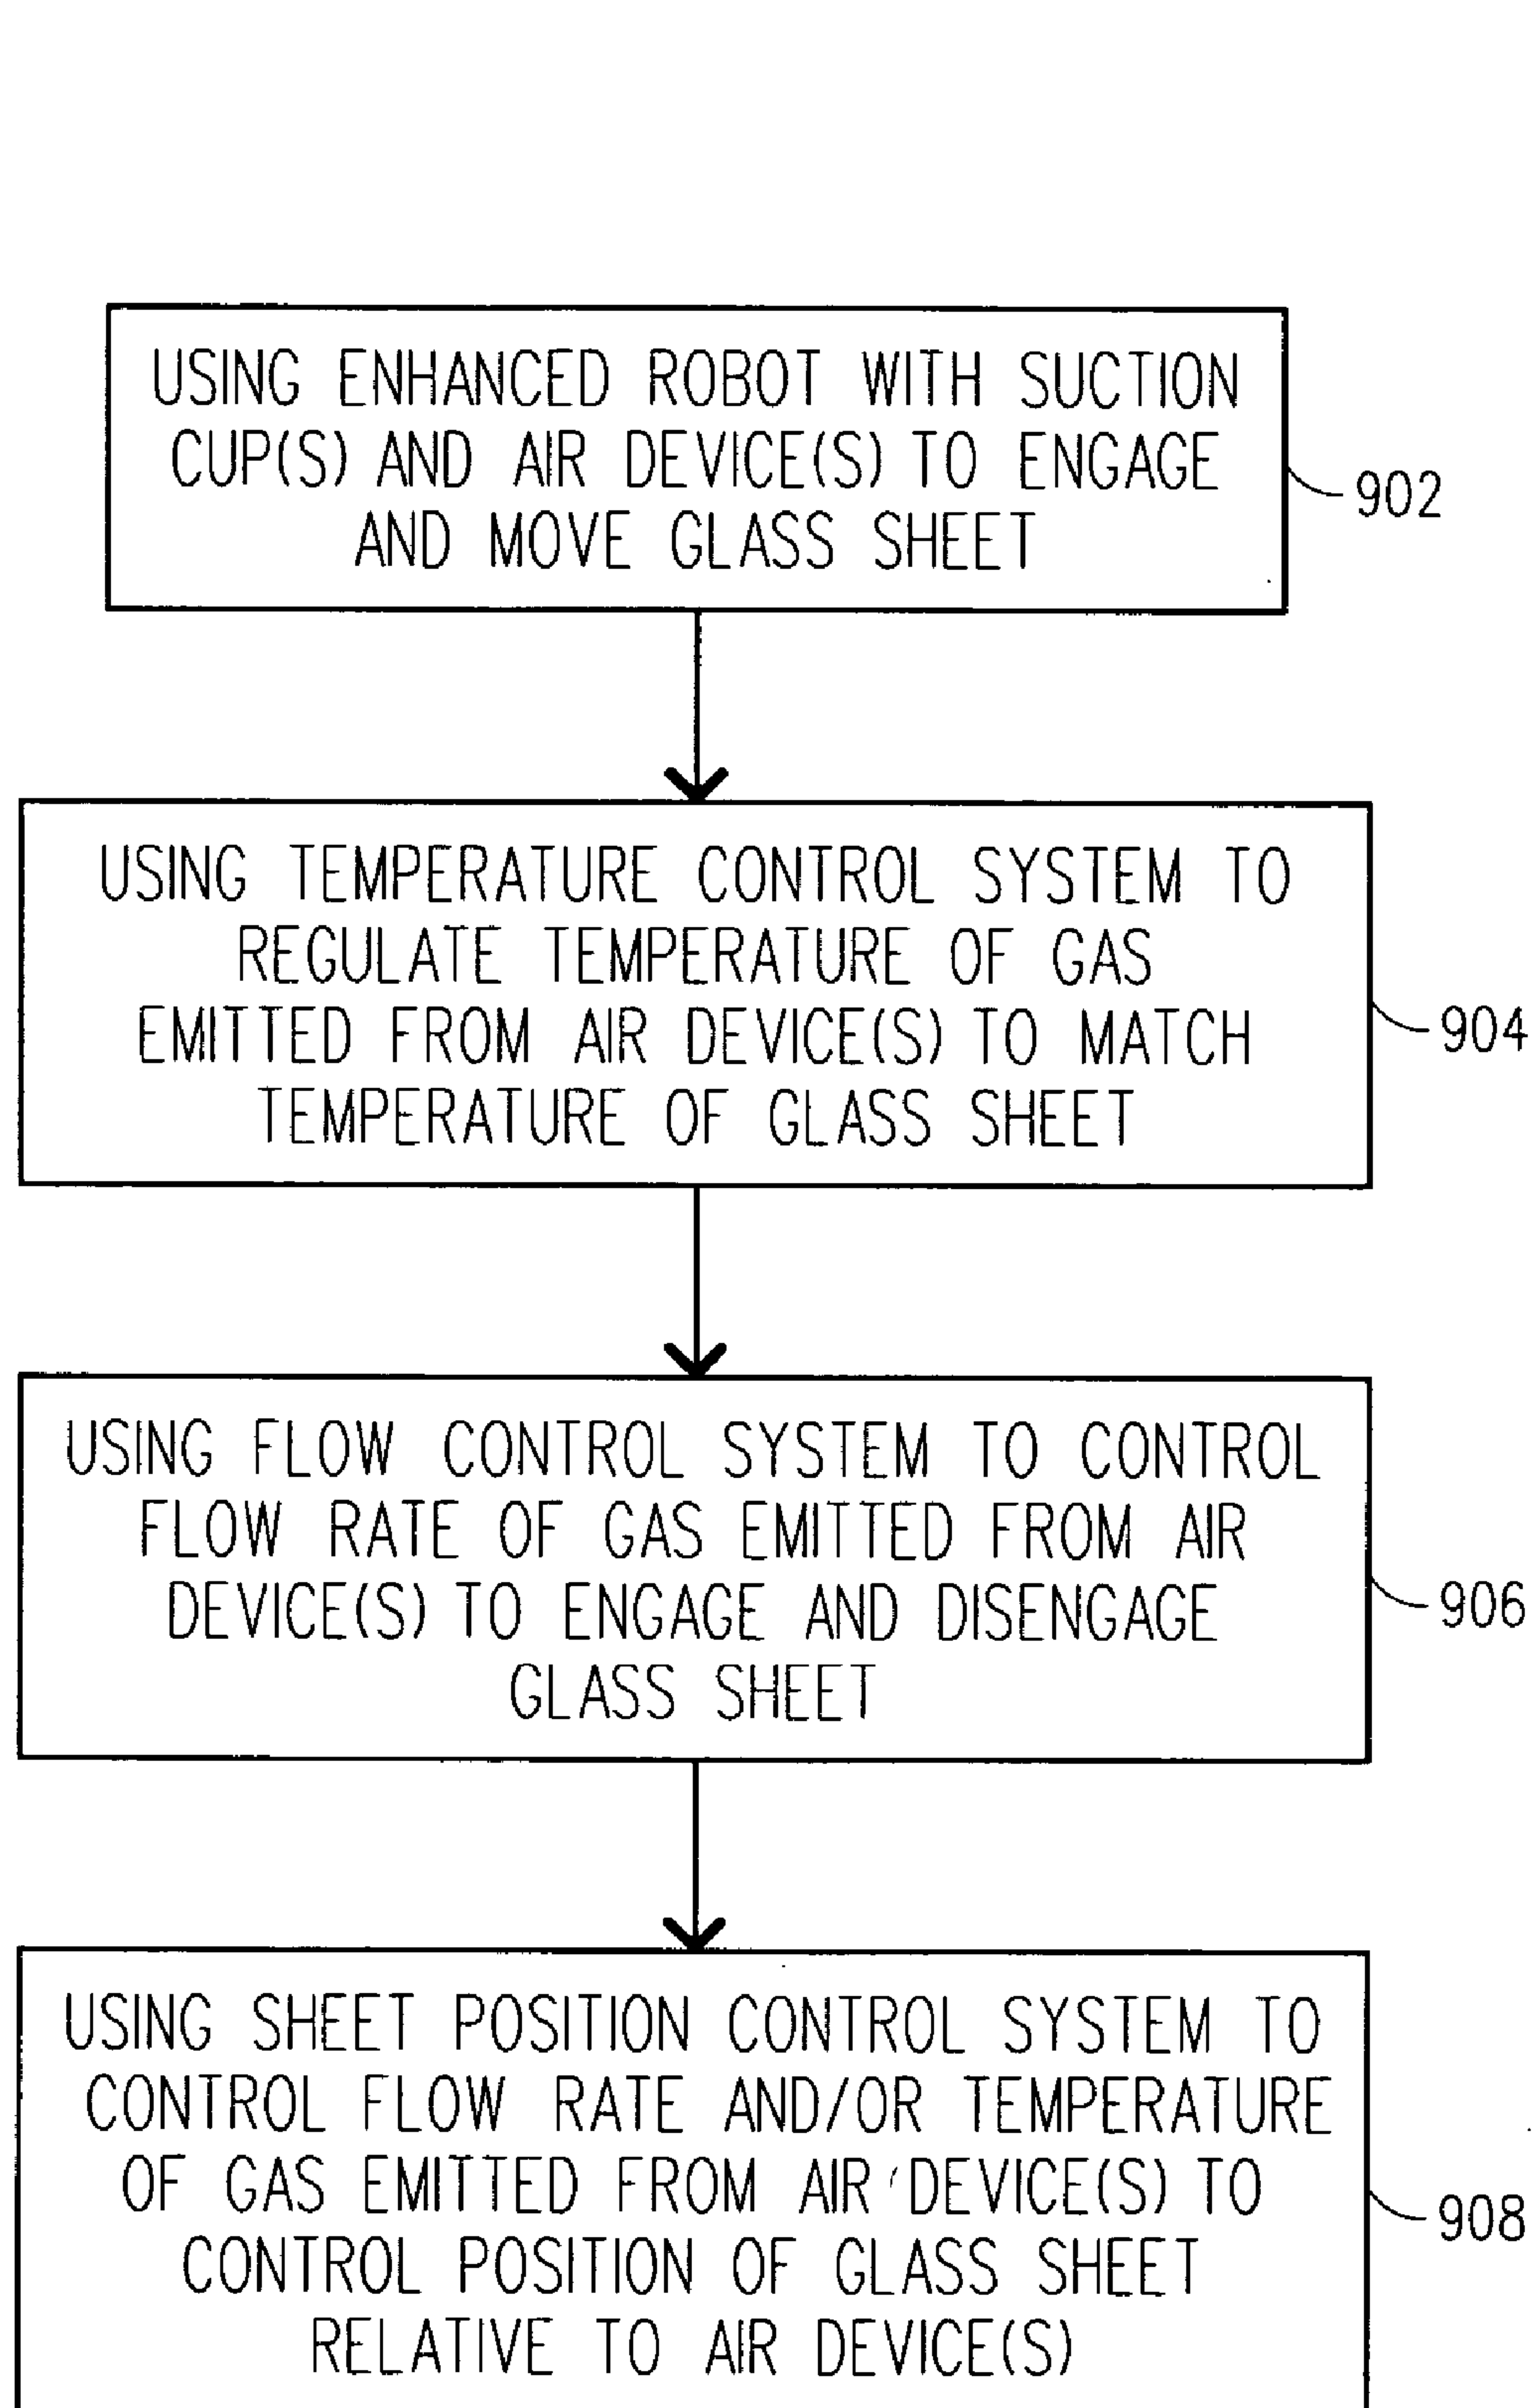 USING ENHANCED ROBOT WITH SUCTION
CUP(S) AND AIR DEVICE(S) TO ENGAGE
AND MOVE GLASS SHEET
902
USING TEMPERATURE CONTROL SYSTEM TO
REGULATE TEMPERATURE OF GAS
EMITTED FROM AIR DEVICE(S) TO MATCH
TEMPERATURE OF GLASS SHEET
904
USING FLOW CONTROL SYSTEM TO CONTROL
FLOW RATE OF GAS EMITTED FROM AIR
DEVICE(S) TO ENGAGE AND DISENGAGE
GLASS SHEET
906
USING SHEET POSITION CONTROL SYSTEM TO
CONTROL FLOW RATE AND/OR TEMPERATURE
OF GAS EMITTED FROM AIR DEVICE(S) TO
CONTROL POSITION OF GLASS SHEET
RELATIVE TO AIR DEVICE(S)
908